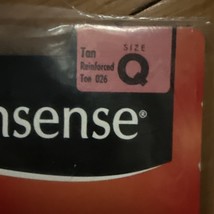 Tan
Reinforced
Toe 026
SIZE
Q
nsense®